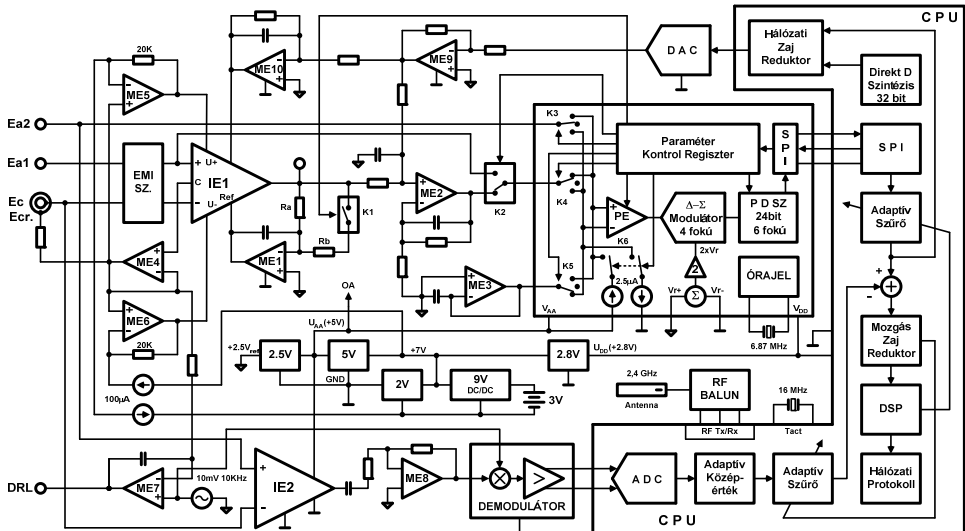 C P U
20K
ME5
ME10
ME9
D A C
Hálózati
Zaj
Reduktor
Direkt D
Szintézis
32 bit
Ea2
Ea1
Ec
Ecr.
EMI
SZ.
+ U+
C
- U-
Ref
IE1
Ra
K1
Rb
ME1
ME2
K2
K3
K4
K5
Paraméter
Kontrol Regiszter
S
P
I
S P I
PE
Δ–Σ
Modulátor
4 fokú
P D SZ
24bit
6 fokú
Adaptív
Szűrő
K6
2xVr
2
2.5µA
Vr+
Σ
Vr-
ÓRAJEL
VAA
VDD
6.87 MHz
ME4
ME3
ME6
20K
OA
UAA (+5V)
+2.5Vref
2.5V
5V
+7V
2.8V
UDD (+2.8V)
GND
2V
9V
DC/DC
3V
100µA
+
-
Mozgás
Zaj
Reduktor
2,4 GHz
Antenna
RF
BALUN
RF Tx/Rx
16 MHz
Tact
DSP
DRL
ME7
10mV 10KHz
IE2
ME8
DEMODULÁTOR
A D C
Adaptív
Közép-
érték
Adaptív
Szűrő
Hálózati
Protokoll
C P U